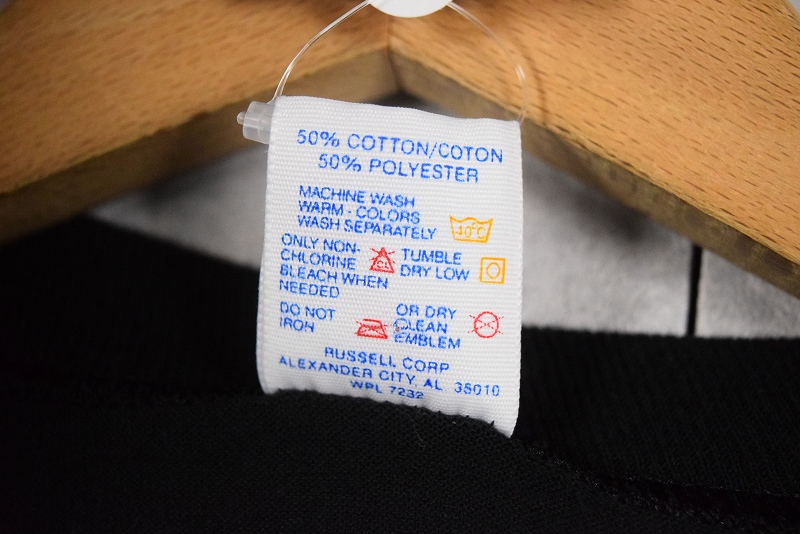 50% COTTON/COTON
50% POLYESTER
MACHINE WASH
WARM - COLORS
WASH SEPARATELY
40°C
ONLY NON-
CHLORINE
BLEACH WHEN
NEEDED
CL
TUMBLE
DRY LOW
DO NOT
IRON
OR DRY
CLEAN
EMBLEM
RUSSELL CORP
ALEXANDER CITY, AL 35010
WPL 7232